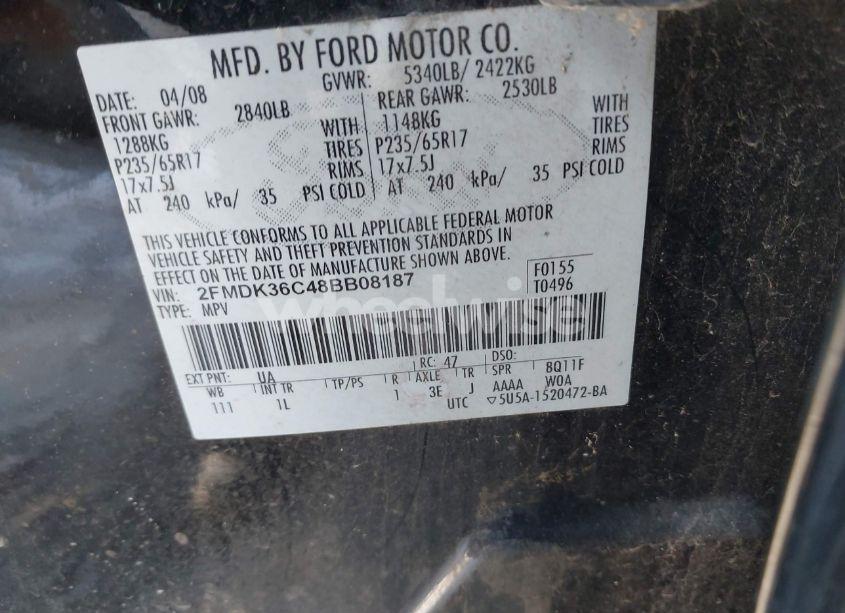 MFD. BY FORD MOTOR CO.
DATE: 04/08 GVWR: 5340LB/ 2422KG
FRONT GAWR: 2840LB REAR GAWR: 2530LB
1288KG WITH 1148KG WITH
P235/65R17 TIRES P235/65R17 TIRES
17x7.5J RIMS 17x7.5J RIMS
AT 240 kPa/ 35 PSI COLD AT 240 kPa/ 35 PSI COLD
THIS VEHICLE CONFORMS TO ALL APPLICABLE FEDERAL MOTOR
VEHICLE SAFETY AND THEFT PREVENTION STANDARDS IN
EFFECT ON THE DATE OF MANUFACTURE SHOWN ABOVE.
VIN: 2FMDK36C48BB08187 F0155
TYPE: MPV T0496
wheelwise
EXT PNT: UA RC: 47 DSO:
WB INT TR TP/PS R AXLE TR SPR 8Q11F
111 1L 1 3E J AAAA WOA
UTC ▽5U5A-1520472-BA